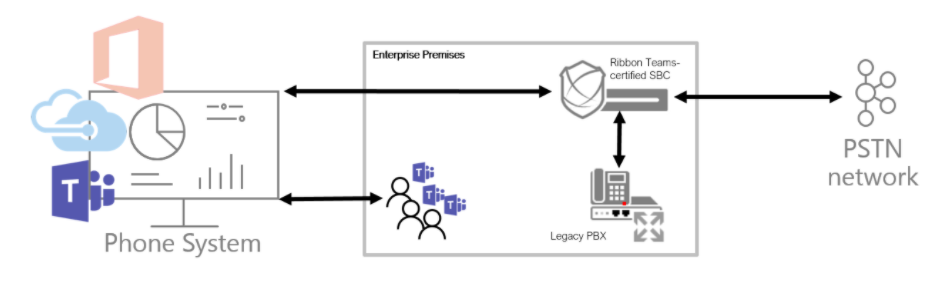 Enterprise Premises
Ribbon Teams-
certified SBC
T
T
T
T
Legacy PBX
Phone System
PSTN
network